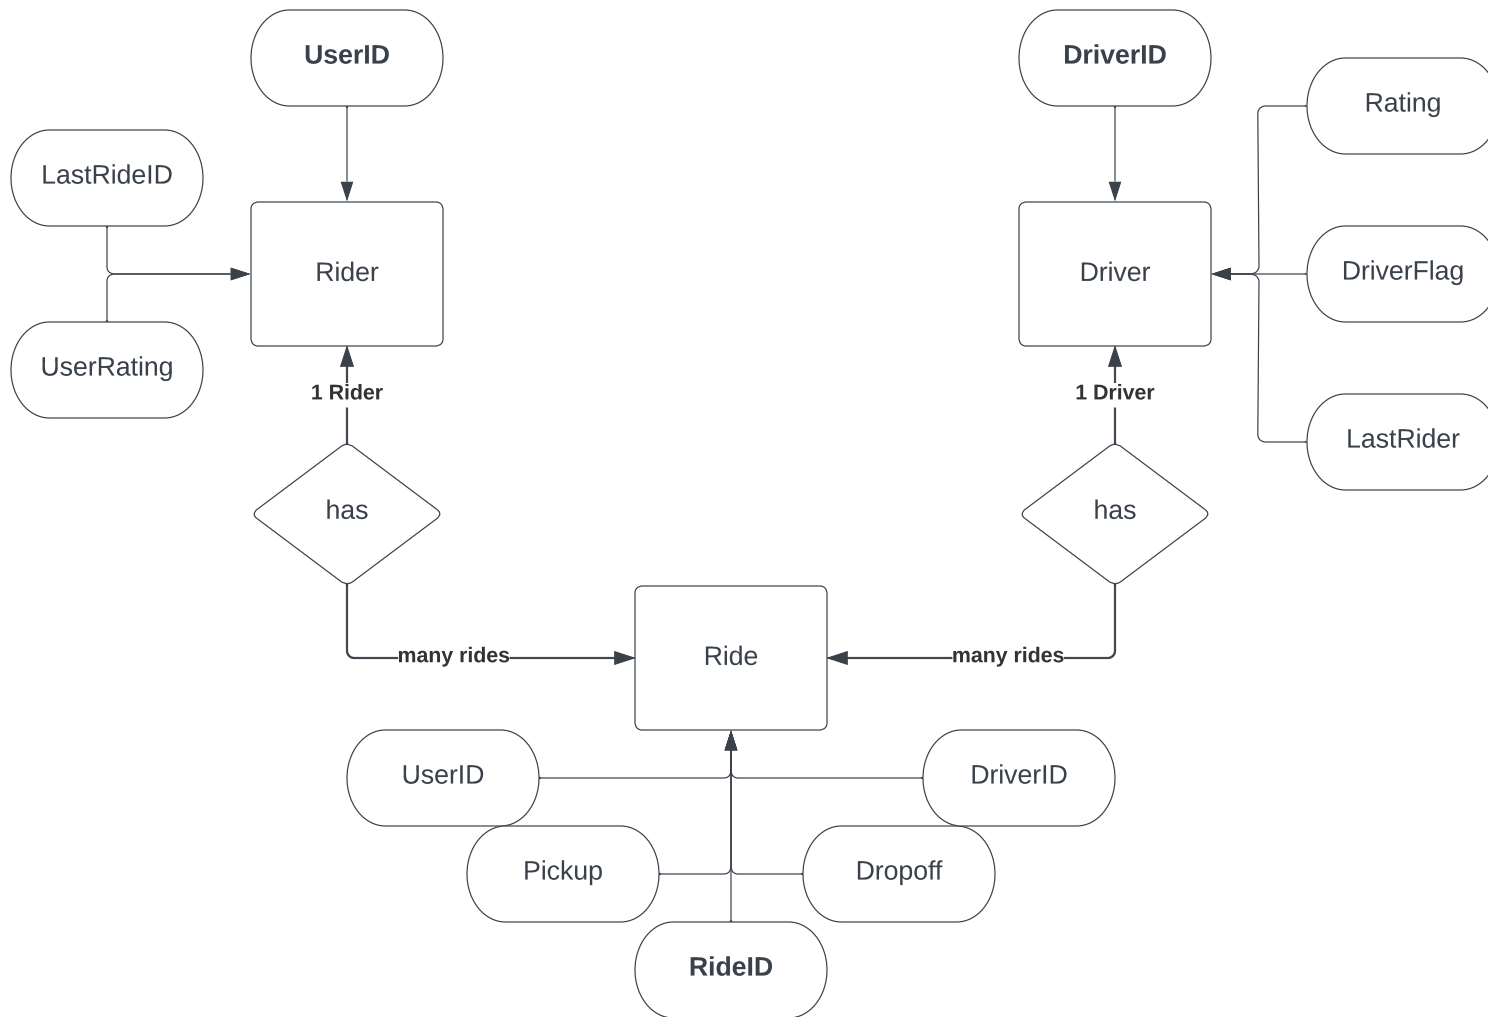 UserID
DriverID
Rating
LastRideID
Rider
Driver
DriverFlag
UserRating
1 Rider
1 Driver
LastRider
has
has
many rides
Ride
many rides
UserID
DriverID
Pickup
Dropoff
RideID